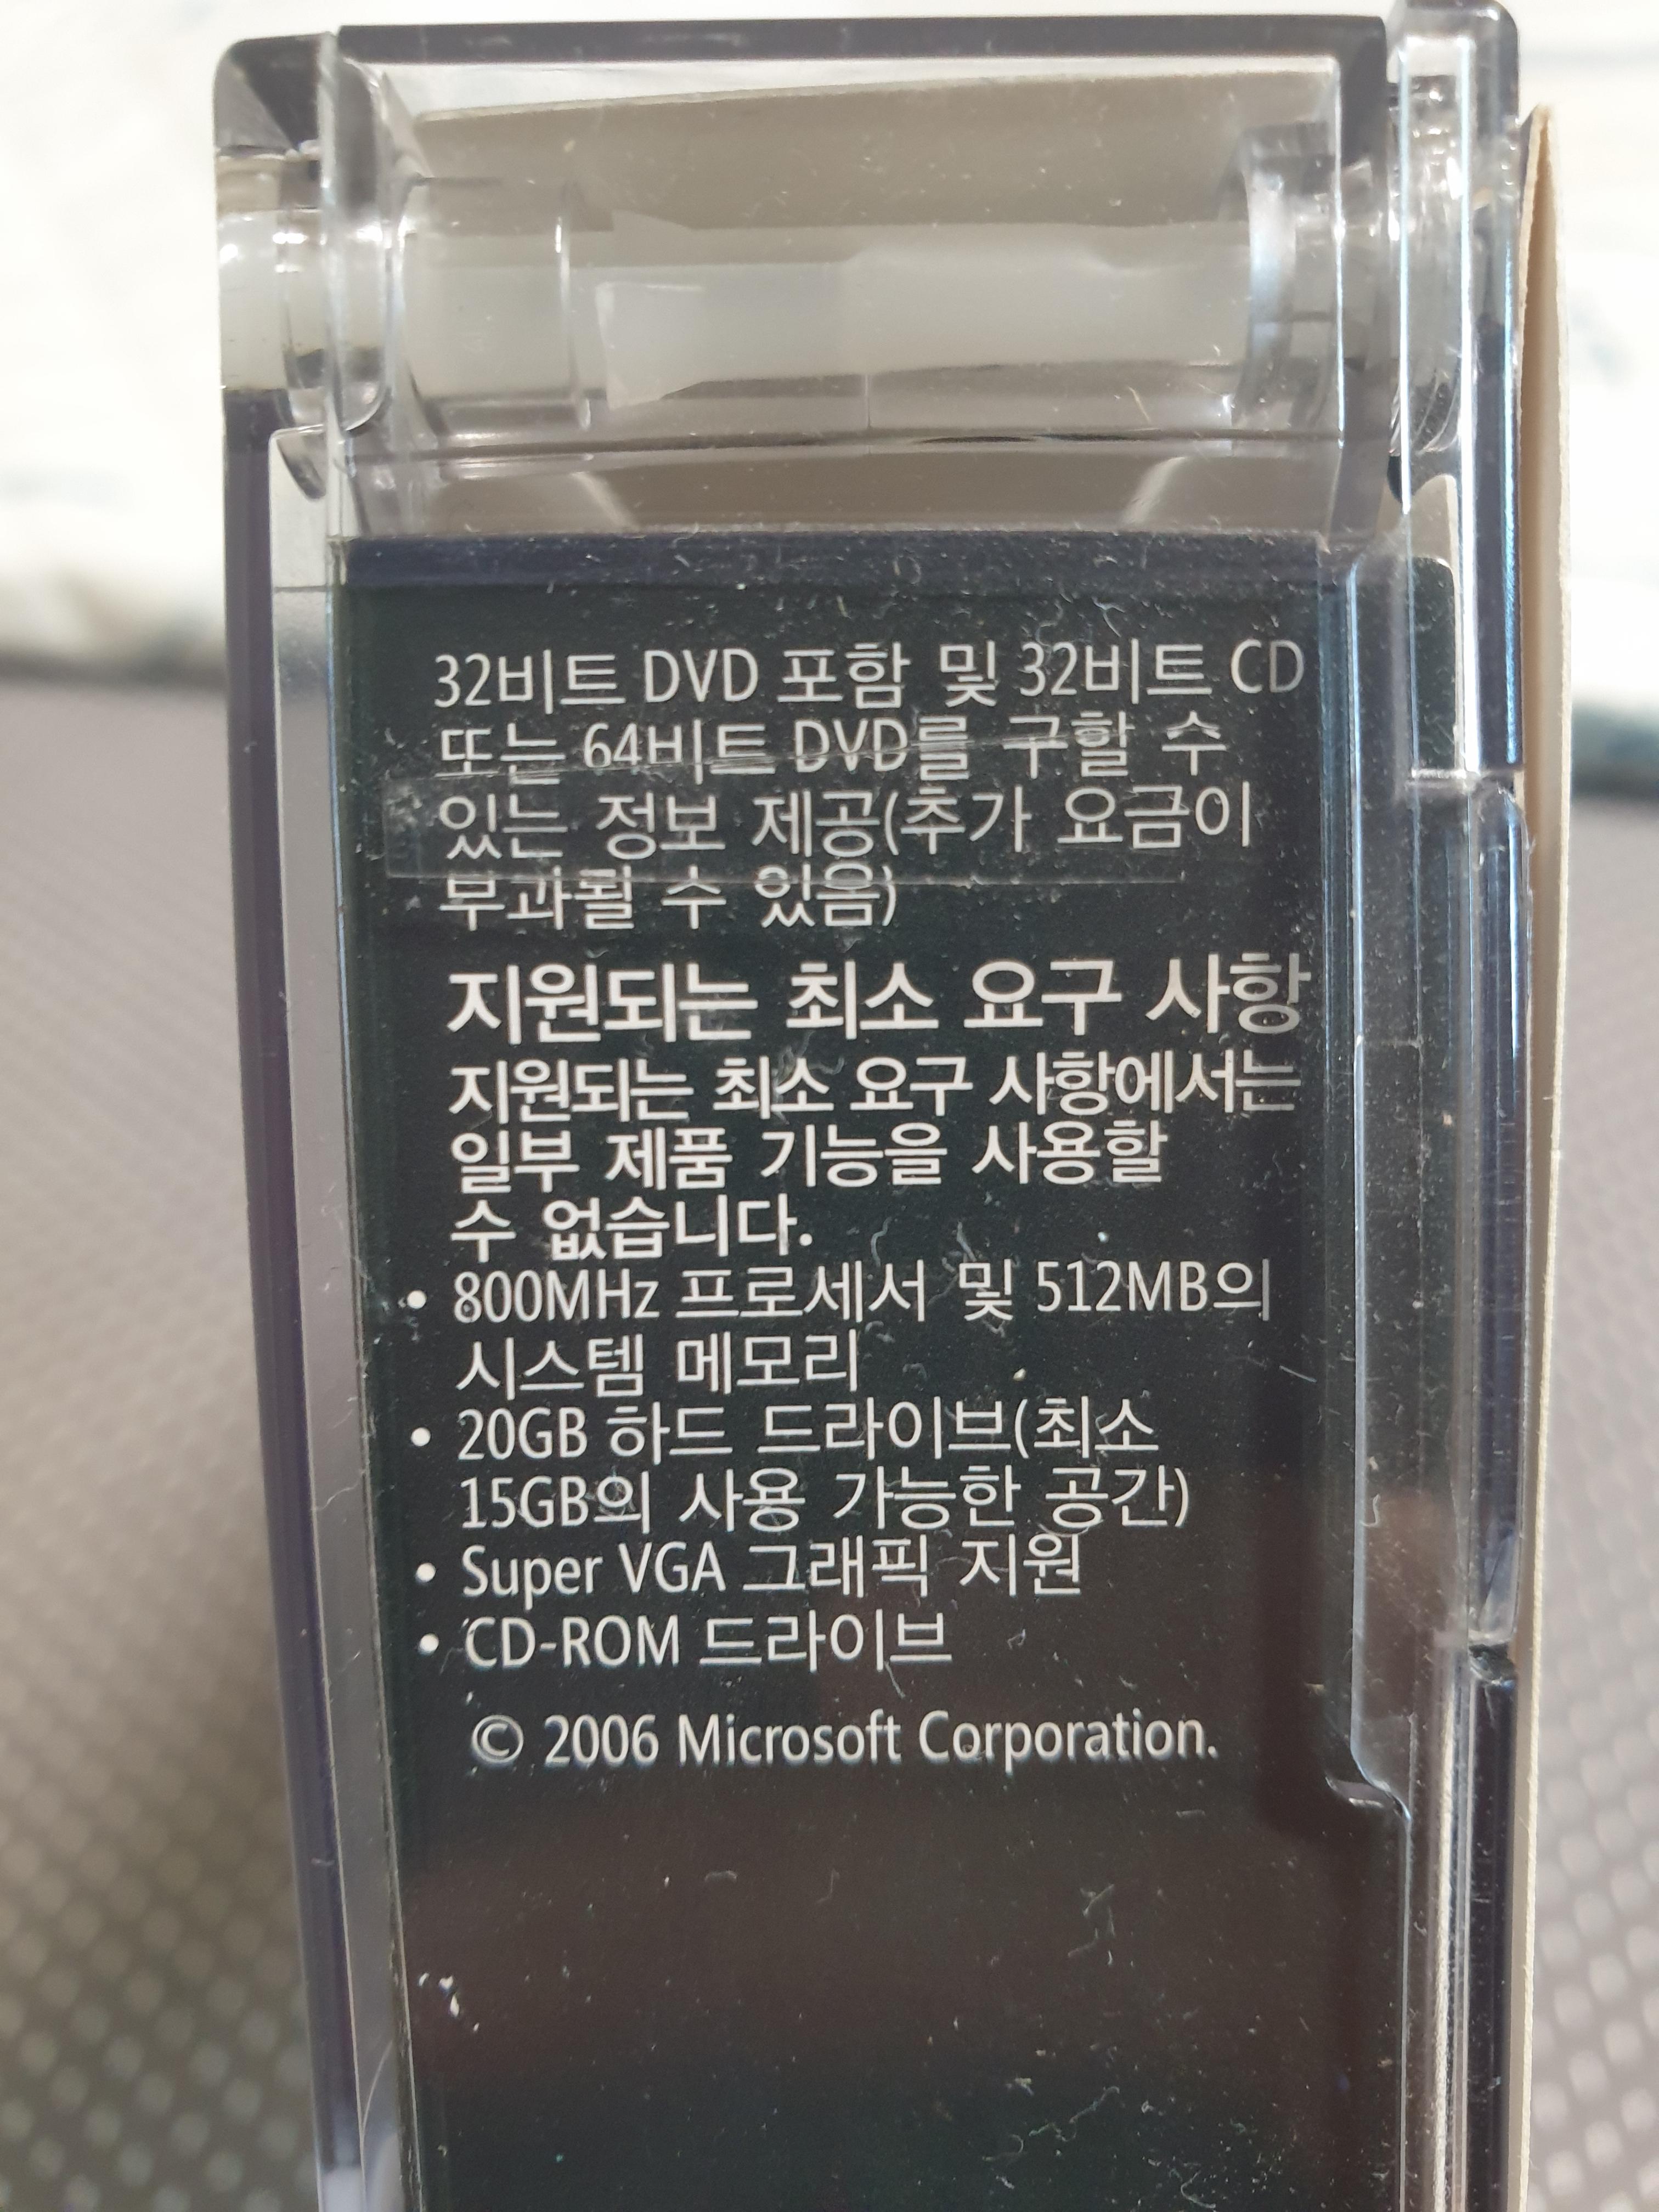 32비트 DVD 포함 및 32비트 CD
또는 64비트 DVD를 구할 수
있는 정보 제공(추가 요금이
부과될 수 있음)
지원되는 최소 요구 사항
지원되는 최소 요구 사항에서는
일부 제품 기능을 사용할
수 없습니다.
• 800MHz 프로세서 및 512MB의
시스템 메모리
• 20GB 하드 드라이브(최소
15GB의 사용 가능한 공간)
• Super VGA 그래픽 지원
• CD-ROM 드라이브
© 2006 Microsoft Corporation.